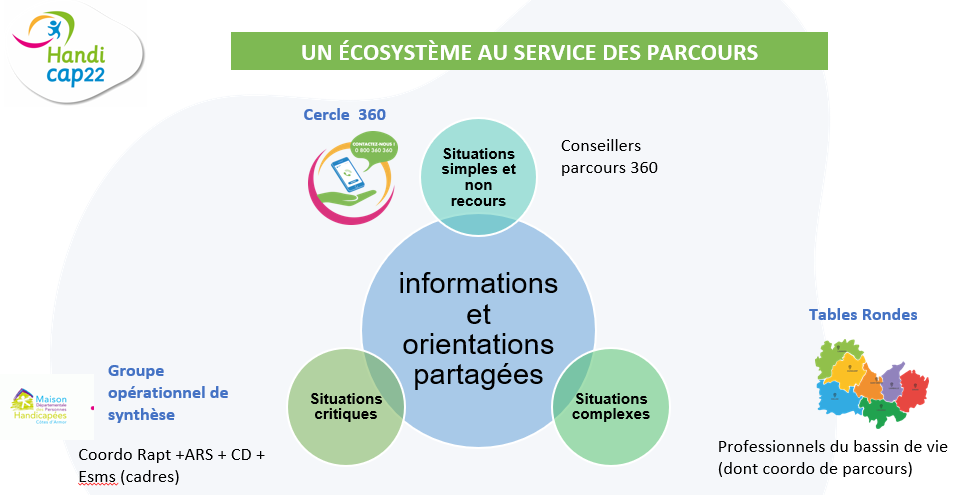 Handi
cap22
UN ÉCOSYSTÈME AU SERVICE DES PARCOURS
Cercle 360
CONTACTEZ-NOUS !
0 800 360 360
Situations
simples et
non
recours
Conseillers
parcours 360
informations
et
orientations
partagées
Tables Rondes
Groupe
opérationnel de
synthèse
Maison
Départementale
des Personnes
Handicapées
Côtes d'Armor
Situations
critiques
Situations
complexes
Coordo Rapt +ARS + CD +
Esms (cadres)
Professionnels du bassin de vie
(dont coordo de parcours)